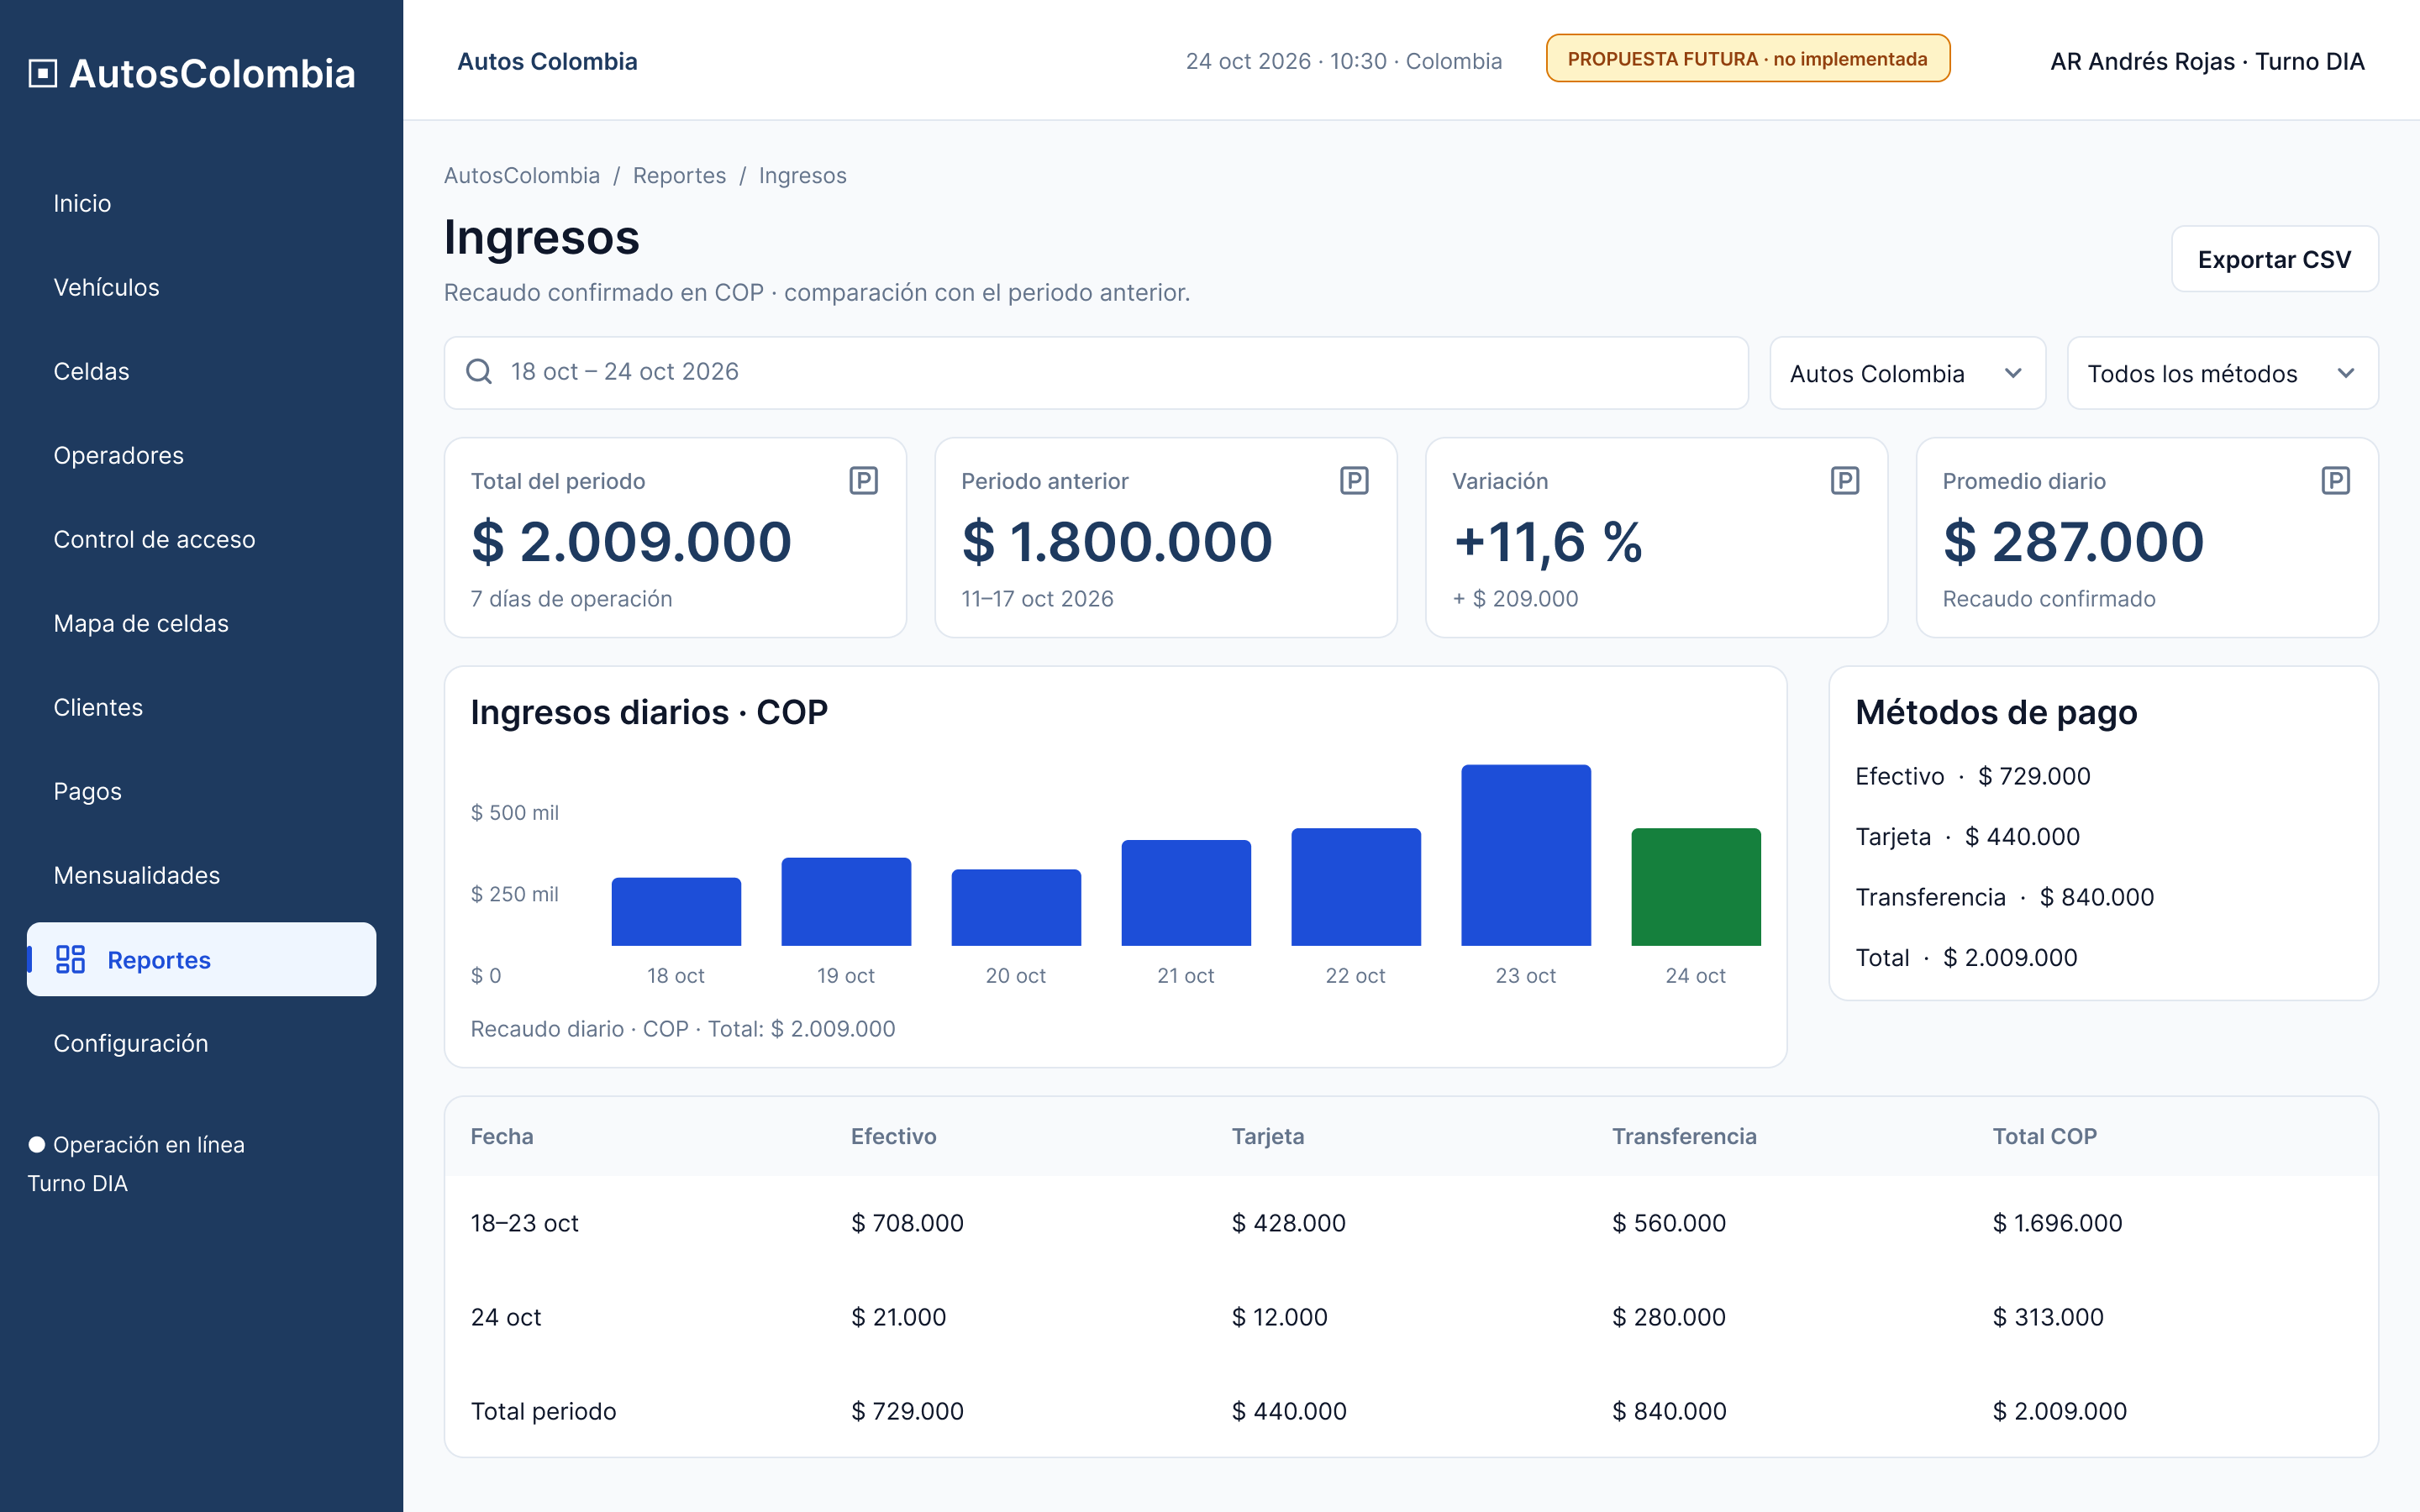 AutosColombia
Inicio
Vehículos
Celdas
Operadores
Control de acceso
Mapa de celdas
Clientes
Pagos
Mensualidades
Reportes
Configuración
Operación en línea
Turno DIA
Autos Colombia
24 oct 2026 · 10:30 · Colombia
PROPUESTA FUTURA · no implementada
AR Andrés Rojas · Turno DIA
AutosColombia / Reportes / Ingresos
Ingresos
Recaudo confirmado en COP · comparación con el periodo anterior.
Exportar CSV
18 oct – 24 oct 2026
Autos Colombia
Todos los métodos
Total del periodo P
$ 2.009.000
7 días de operación
Periodo anterior P
$ 1.800.000
11–17 oct 2026
Variación P
+11,6 %
+ $ 209.000
Promedio diario P
$ 287.000
Recaudo confirmado
Ingresos diarios · COP
$ 500 mil
$ 250 mil
$ 0
18 oct 19 oct 20 oct 21 oct 22 oct 23 oct 24 oct
Recaudo diario · COP · Total: $ 2.009.000
Métodos de pago
Efectivo · $ 729.000
Tarjeta · $ 440.000
Transferencia · $ 840.000
Total · $ 2.009.000
Fecha Efectivo Tarjeta Transferencia Total COP
18–23 oct $ 708.000 $ 428.000 $ 560.000 $ 1.696.000
24 oct $ 21.000 $ 12.000 $ 280.000 $ 313.000
Total periodo $ 729.000 $ 440.000 $ 840.000 $ 2.009.000